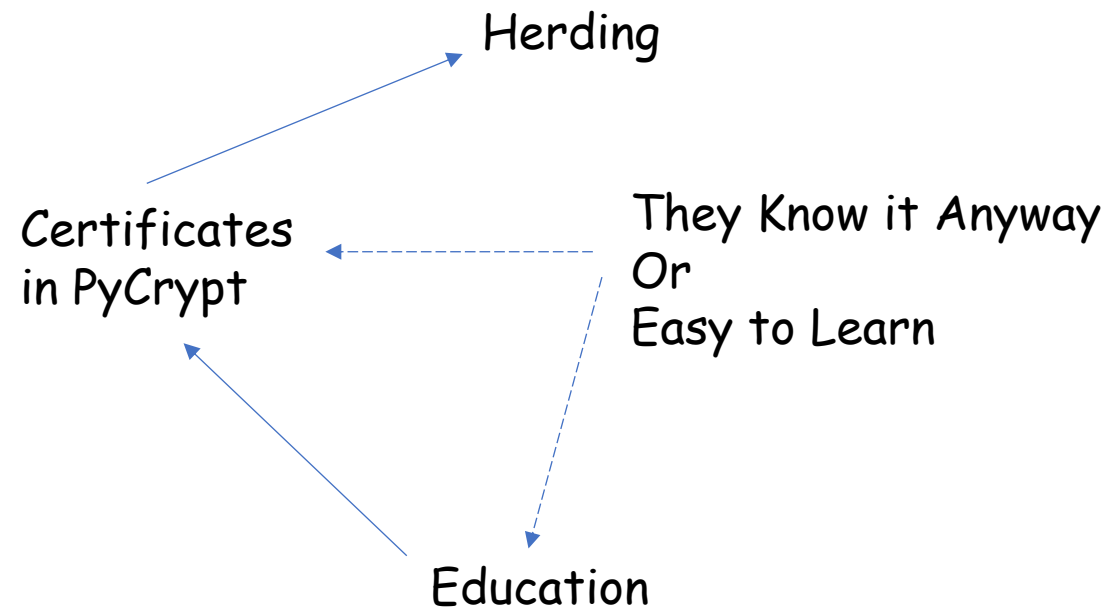 Herding
Certificates
in PyCrypt
They Know it Anyway
Or
Easy to Learn
Education